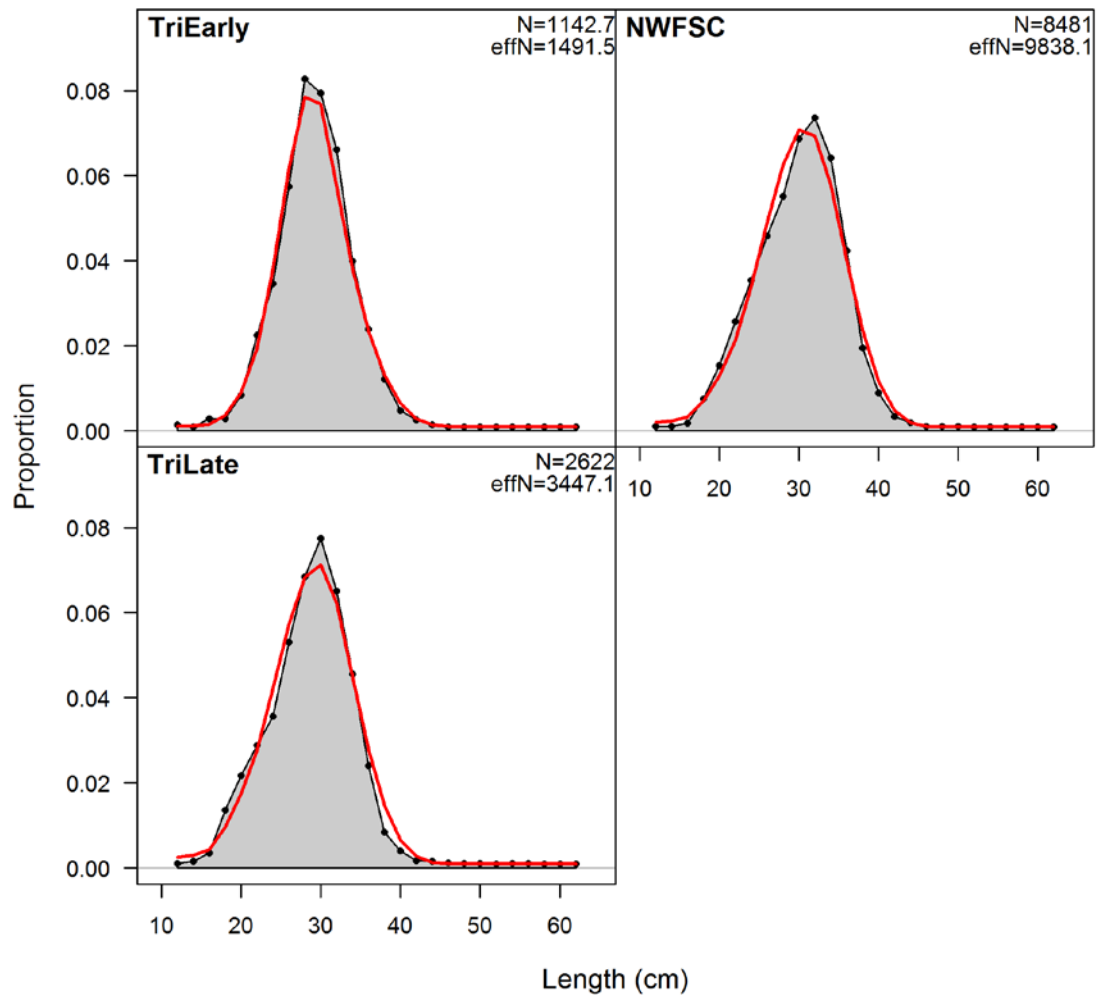 TriEarly
N=1142.7
effN=1491.5
NWFSC
N=8481
effN=9838.1
0.08
0.06
0.04
0.02
0.00
10 20 30 40 50 60
TriLate
N=2622
effN=3447.1
0.08
0.06
0.04
0.02
0.00
10 20 30 40 50 60
Proportion
Length (cm)